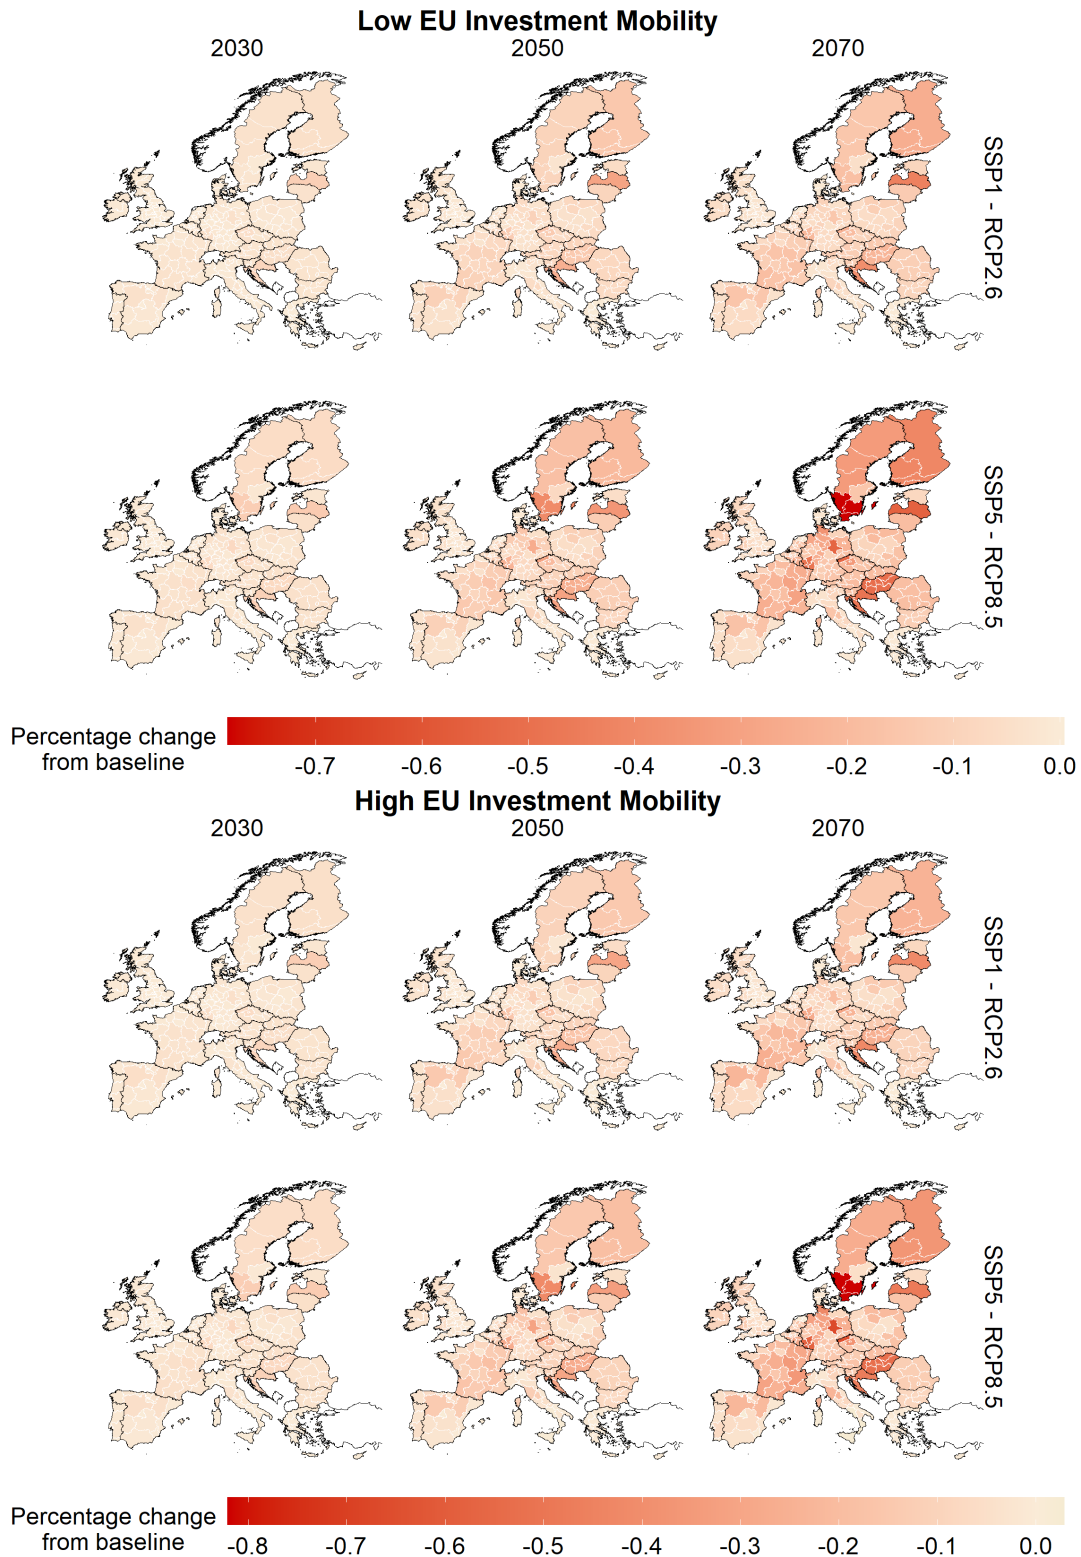 Low EU Investment Mobility
2030 2050 2070
SSP1 - RCP2.6
SSP5 - RCP8.5
Percentage change
from baseline
-0.7 -0.6 -0.5 -0.4 -0.3 -0.2 -0.1 0.0
High EU Investment Mobility
2030 2050 2070
SSP1 - RCP2.6
SSP5 - RCP8.5
Percentage change
from baseline
-0.8 -0.7 -0.6 -0.5 -0.4 -0.3 -0.2 -0.1 0.0